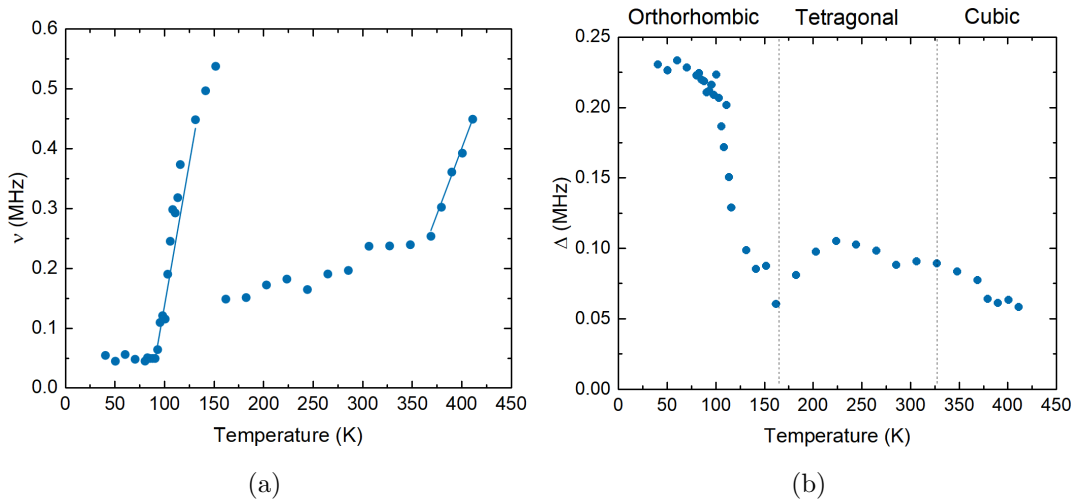 Orthorhombic Tetragonal Cubic
0.6
0.5
0.4
0.3
0.2
0.1
0.0
ν (MHz)
0 50 100 150 200 250 300 350 400 450
Temperature (K)
(a)
0.25
0.20
0.15
0.10
0.05
0.00
Δ (MHz)
0 50 100 150 200 250 300 350 400 450
Temperature (K)
(b)